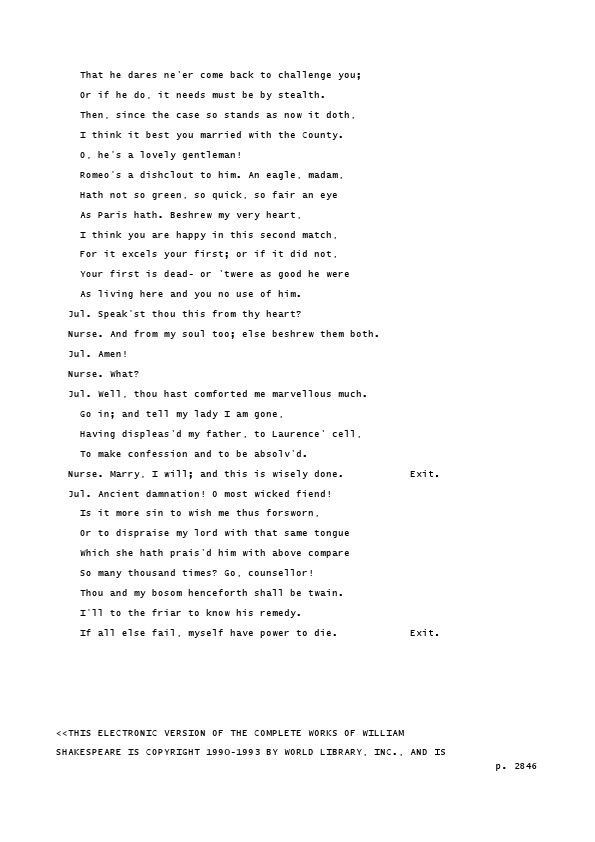 That he dares ne'er come back to challenge you;
Or if he do, it needs must be by stealth.
Then, since the case so stands as now it doth,
I think it best you married with the County.
O, he's a lovely gentleman!
Romeo's a dishclout to him. An eagle, madam,
Hath not so green, so quick, so fair an eye
As Paris hath. Beshrew my very heart,
I think you are happy in this second match,
For it excels your first; or if it did not,
Your first is dead- or 'twere as good he were
As living here and you no use of him.
Jul. Speak'st thou this from thy heart?
Nurse. And from my soul too; else beshrew them both.
Jul. Amen!
Nurse. What?
Jul. Well, thou hast comforted me marvellous much.
Go in; and tell my lady I am gone,
Having displeas'd my father, to Laurence' cell,
To make confession and to be absolv'd.
Nurse. Marry, I will; and this is wisely done. Exit.
Jul. Ancient damnation! O most wicked fiend!
Is it more sin to wish me thus forsworn,
Or to dispraise my lord with that same tongue
Which she hath prais'd him with above compare
So many thousand times? Go, counsellor!
Thou and my bosom henceforth shall be twain.
I'll to the friar to know his remedy.
If all else fail, myself have power to die. Exit.
<<THIS ELECTRONIC VERSION OF THE COMPLETE WORKS OF WILLIAM
SHAKESPEARE IS COPYRIGHT 1990-1993 BY WORLD LIBRARY, INC., AND IS
p. 2846